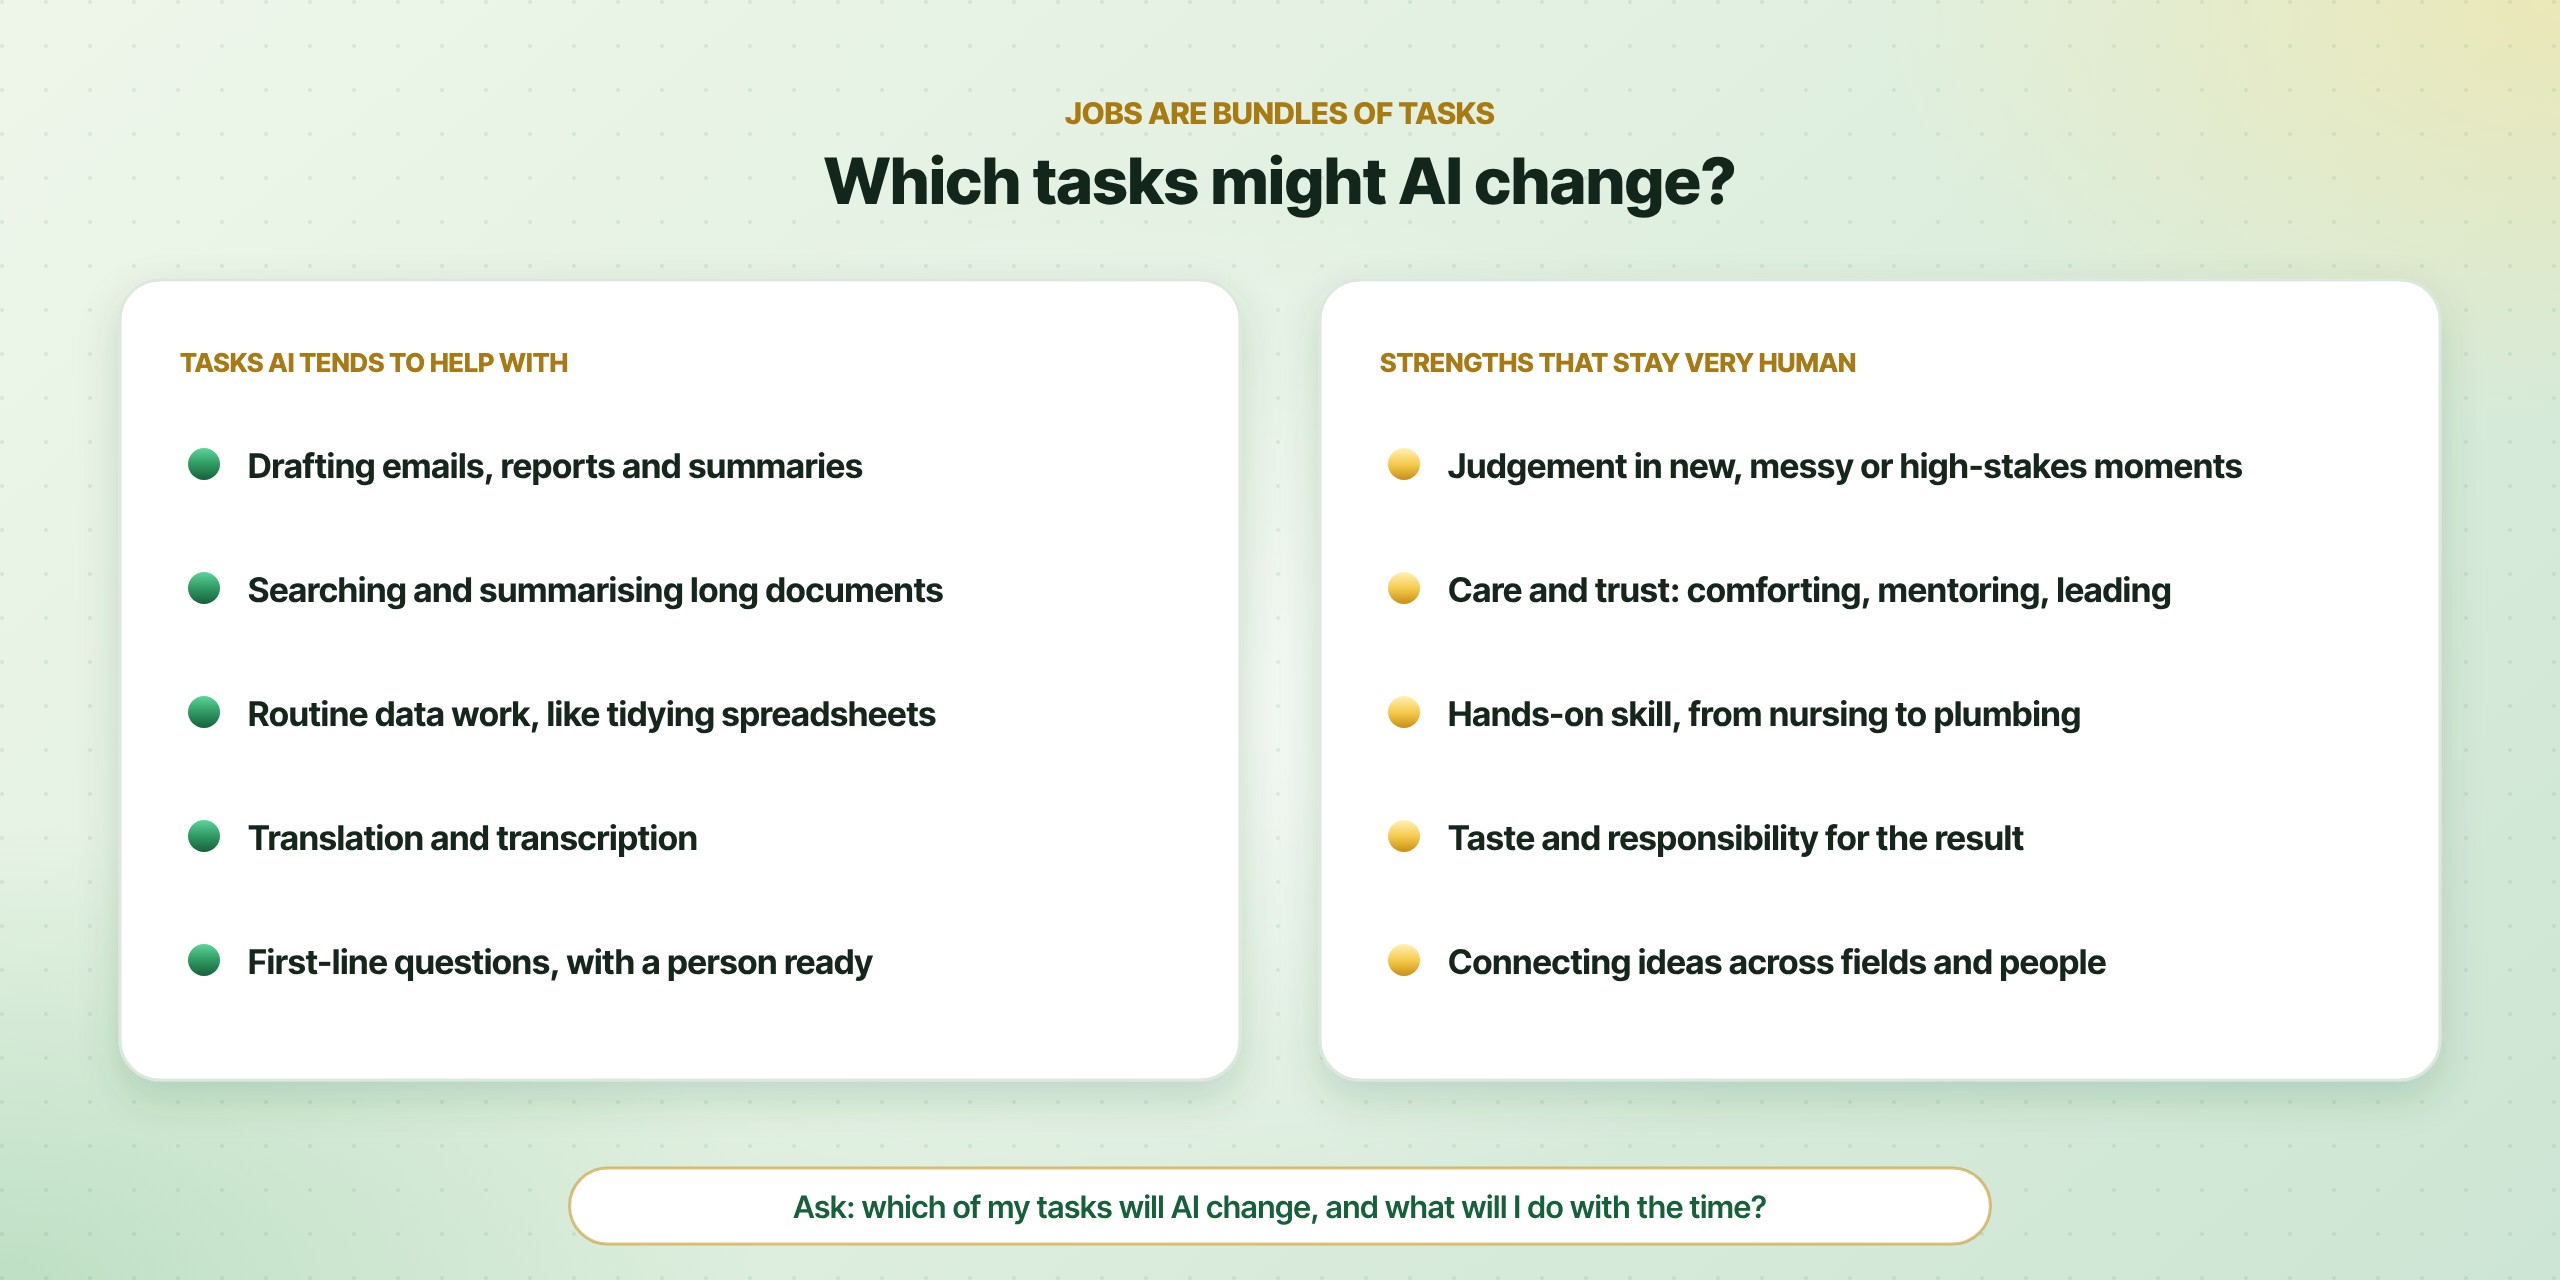 JOBS ARE BUNDLES OF TASKS
Which tasks might AI change?
TASKS AI TENDS TO HELP WITH
Drafting emails, reports and summaries
Searching and summarising long documents
Routine data work, like tidying spreadsheets
Translation and transcription
First-line questions, with a person ready
STRENGTHS THAT STAY VERY HUMAN
Judgement in new, messy or high-stakes moments
Care and trust: comforting, mentoring, leading
Hands-on skill, from nursing to plumbing
Taste and responsibility for the result
Connecting ideas across fields and people
Ask: which of my tasks will AI change, and what will I do with the time?